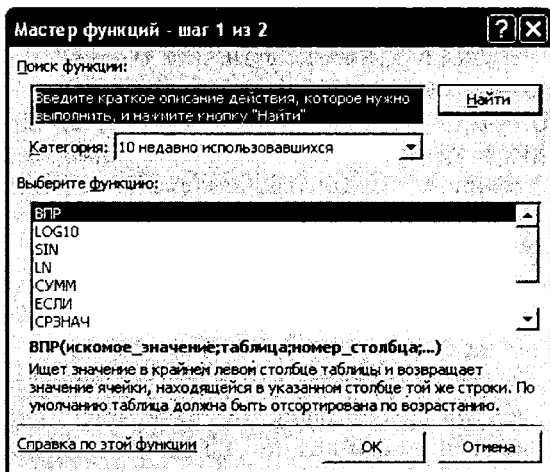 Мастер функций - шаг 1 из 2
Поиск функции:
Введите краткое описание действия, которое нужно
выполнить, и нажмите кнопку "Найти"
Найти
Категория: 10 недавно использовавшихся
Выберите функцию:
ВПР
LOG10
SIN
LN
СУММ
ЕСЛИ
СРЗНАЧ
ВПР(искомое_значение;таблица;номер_столбца;...)
Ищет значение в крайнем левом столбце таблицы и возвращает
значение ячейки, находящейся в указанном столбце той же строки. По
умолчанию таблица должна быть отсортирована по возрастанию.
Справка по этой функции
ОК
Отмена